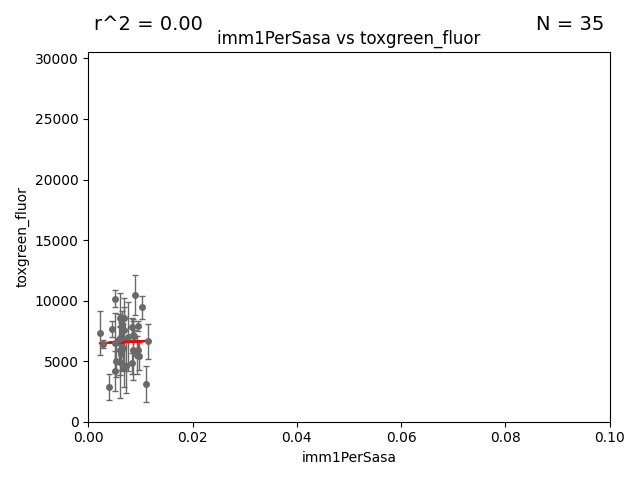 r^2 = 0.00
N = 35
imm1PerSasa vs toxgreen_fluor
30000
25000
20000
15000
10000
5000
0
toxgreen_fluor
0.00 0.02 0.04 0.06 0.08 0.10
imm1PerSasa